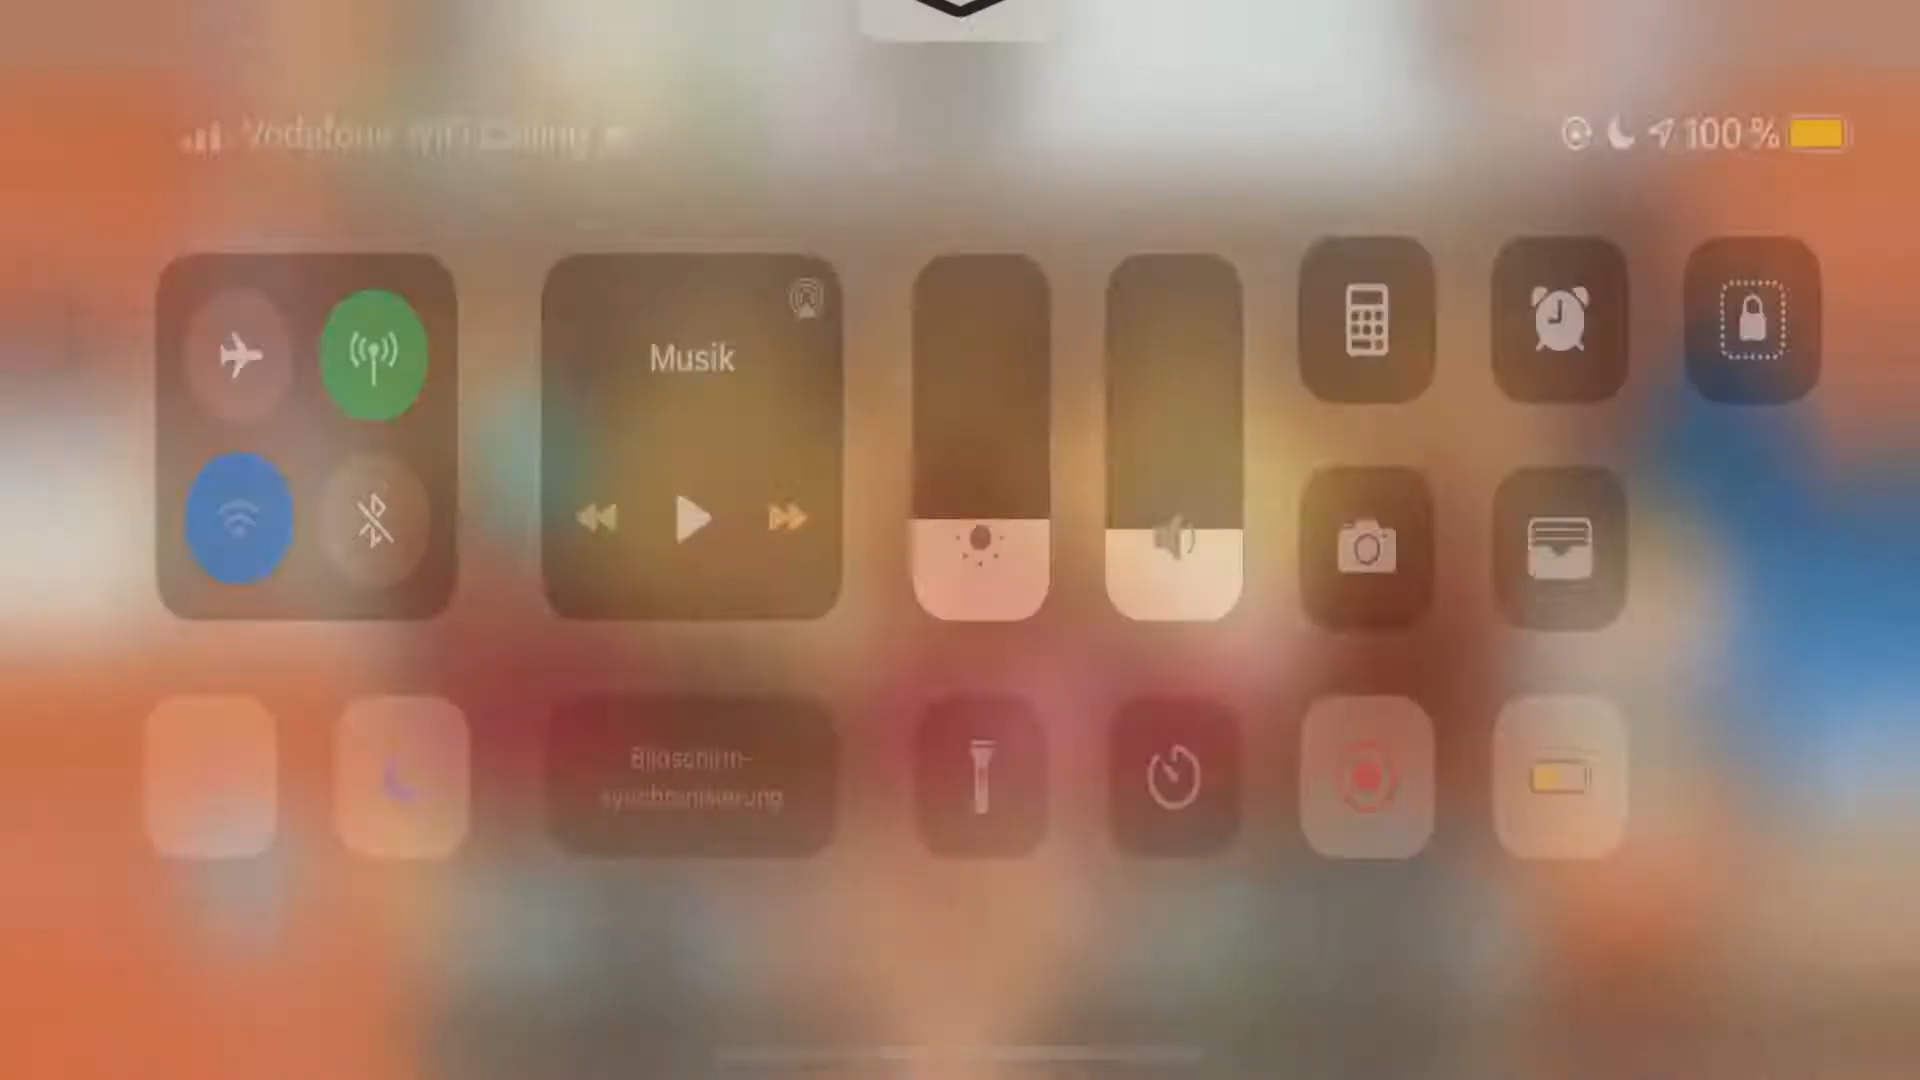 Vodafone WiFi Calling
100 %
Musik
Bildschirm-
synchronisierung